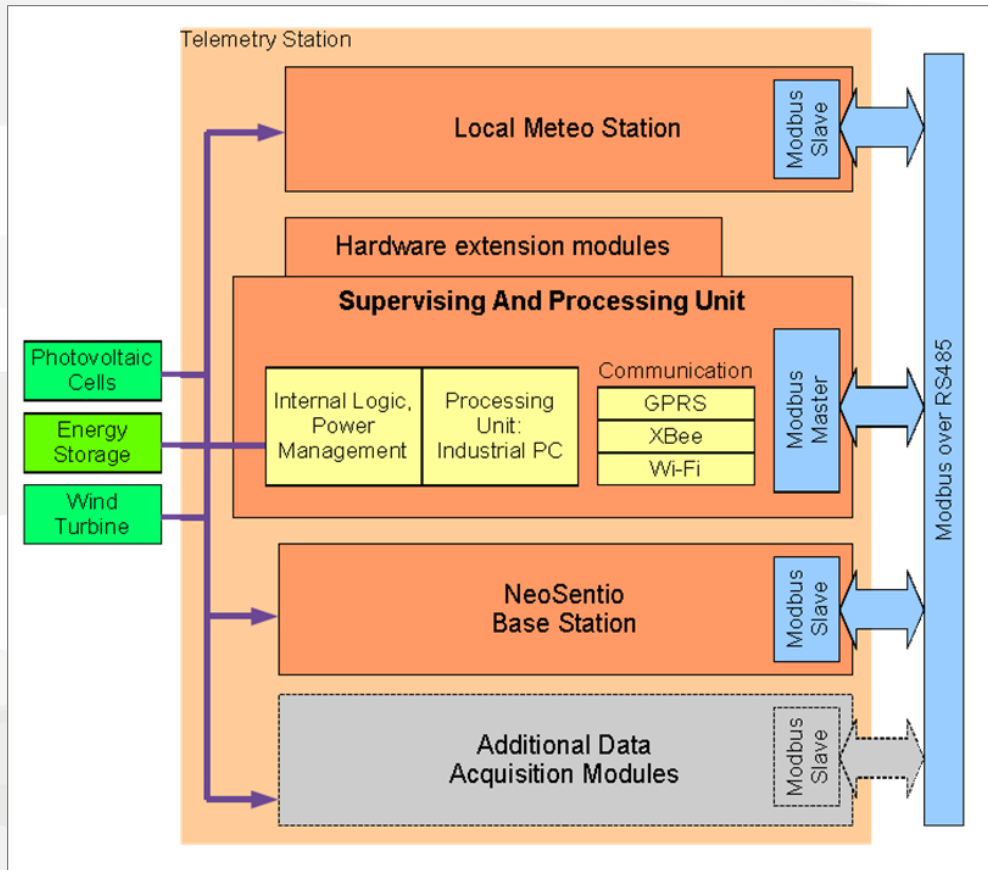 Telemetry Station
Local Meteo Station
Modbus
Slave
Hardware extension modules
Supervising And Processing Unit
Photovoltaic
Cells
Energy
Storage
Wind
Turbine
Internal Logic,
Power
Management
Processing
Unit:
Industrial PC
Communication
GPRS
XBee
Wi-Fi
Modbus
Master
NeoSentio
Base Station
Modbus
Slave
Additional Data
Acquisition Modules
Modbus
Slave
Modbus over RS485